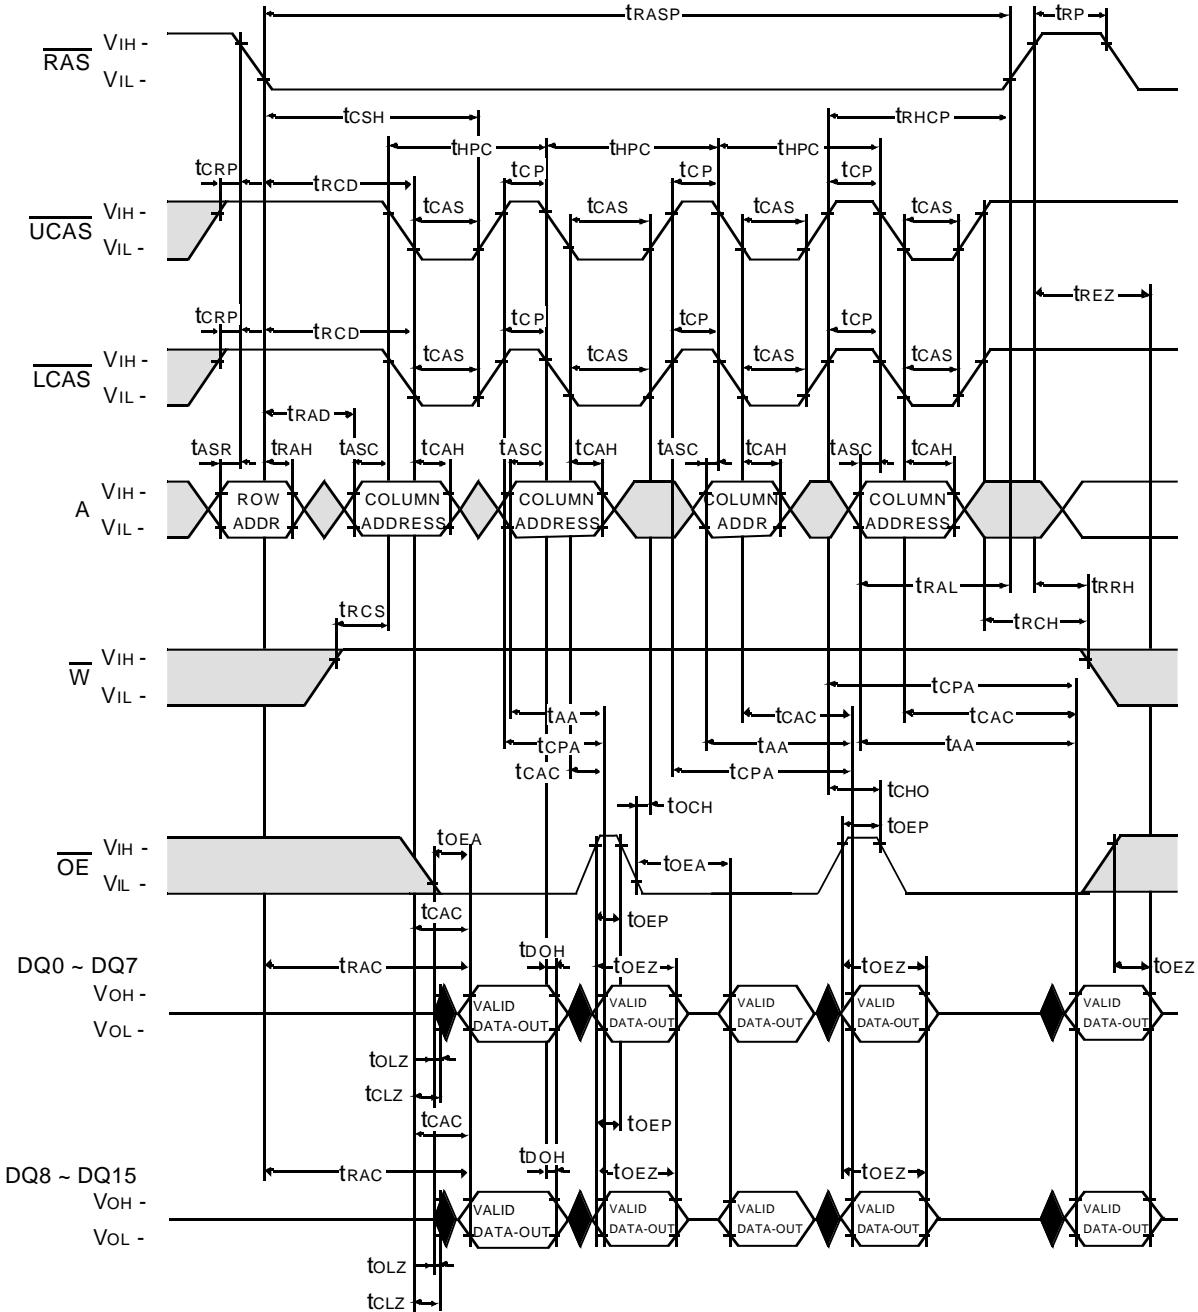 tRASP tRP
RAS VIH -
VIL -
tCSH tRHCP
tHPC tHPC tHPC
tCRP tRCD tCP tCP tCP
UCAS VIH -
VIL -
tCAS tCAS tCAS tCAS
tREZ
tCRP tRCD tCP tCP tCP
LCAS VIH -
VIL -
tCAS tCAS tCAS tCAS
tRAD
tASR tRAH tASC tCAH tASC tCAH tASC tCAH tASC tCAH
A VIH -
VIL -
ROW ADDR
COLUMN ADDRESS
COLUMN ADDRESS
COLUMN ADDR
COLUMN ADDRESS
tRAL tRRH
tRCS tRCH
W VIH -
VIL -
tCPA
tAA tCAC tCAC
tCPA tAA tAA
tCAC tCPA
tCHO
tOCH
tOEP
OE VIH -
VIL -
tOEA tOEA
tCAC tOEP
tDOH
DQ0 ~ DQ7 tRAC tOEZ tOEZ tOEZ
VOH -
VOL -
VALID DATA-OUT
VALID DATA-OUT
VALID DATA-OUT
VALID DATA-OUT
VALID DATA-OUT
tOLZ
tCLZ
tCAC tOEP
tDOH
DQ8 ~ DQ15 tRAC tOEZ tOEZ
VOH -
VOL -
VALID DATA-OUT
VALID DATA-OUT
VALID DATA-OUT
VALID DATA-OUT
VALID DATA-OUT
tOLZ
tCLZ